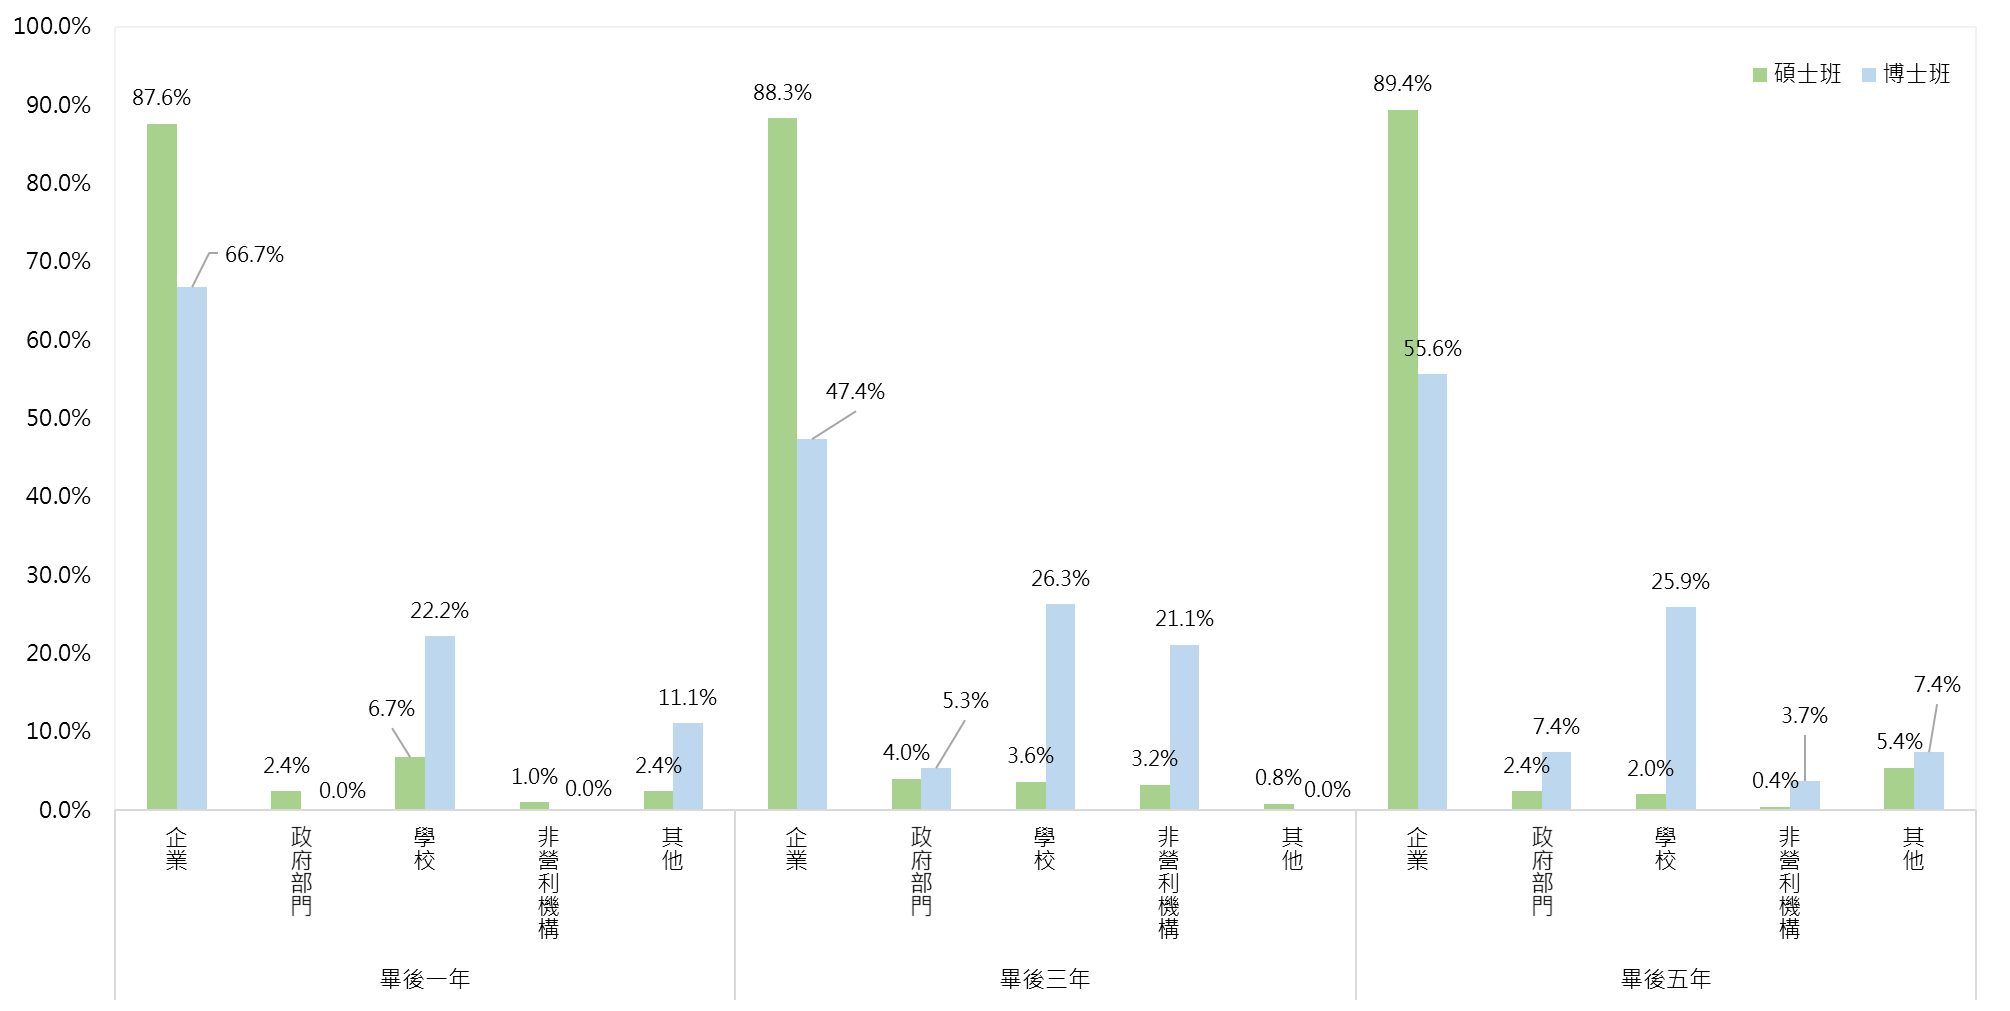 100.0%
90.0%
80.0%
70.0%
60.0%
50.0%
40.0%
30.0%
20.0%
10.0%
0.0%
碩士班 博士班
87.6%
66.7%
2.4%
0.0%
6.7%
22.2%
1.0%
0.0%
2.4%
11.1%
88.3%
47.4%
4.0%
5.3%
3.6%
26.3%
3.2%
21.1%
0.8%
0.0%
89.4%
55.6%
2.4%
7.4%
2.0%
25.9%
0.4%
3.7%
5.4%
7.4%
企業
政府部門
學校
非營利機構
其他
企業
政府部門
學校
非營利機構
其他
企業
政府部門
學校
非營利機構
其他
畢後一年
畢後三年
畢後五年